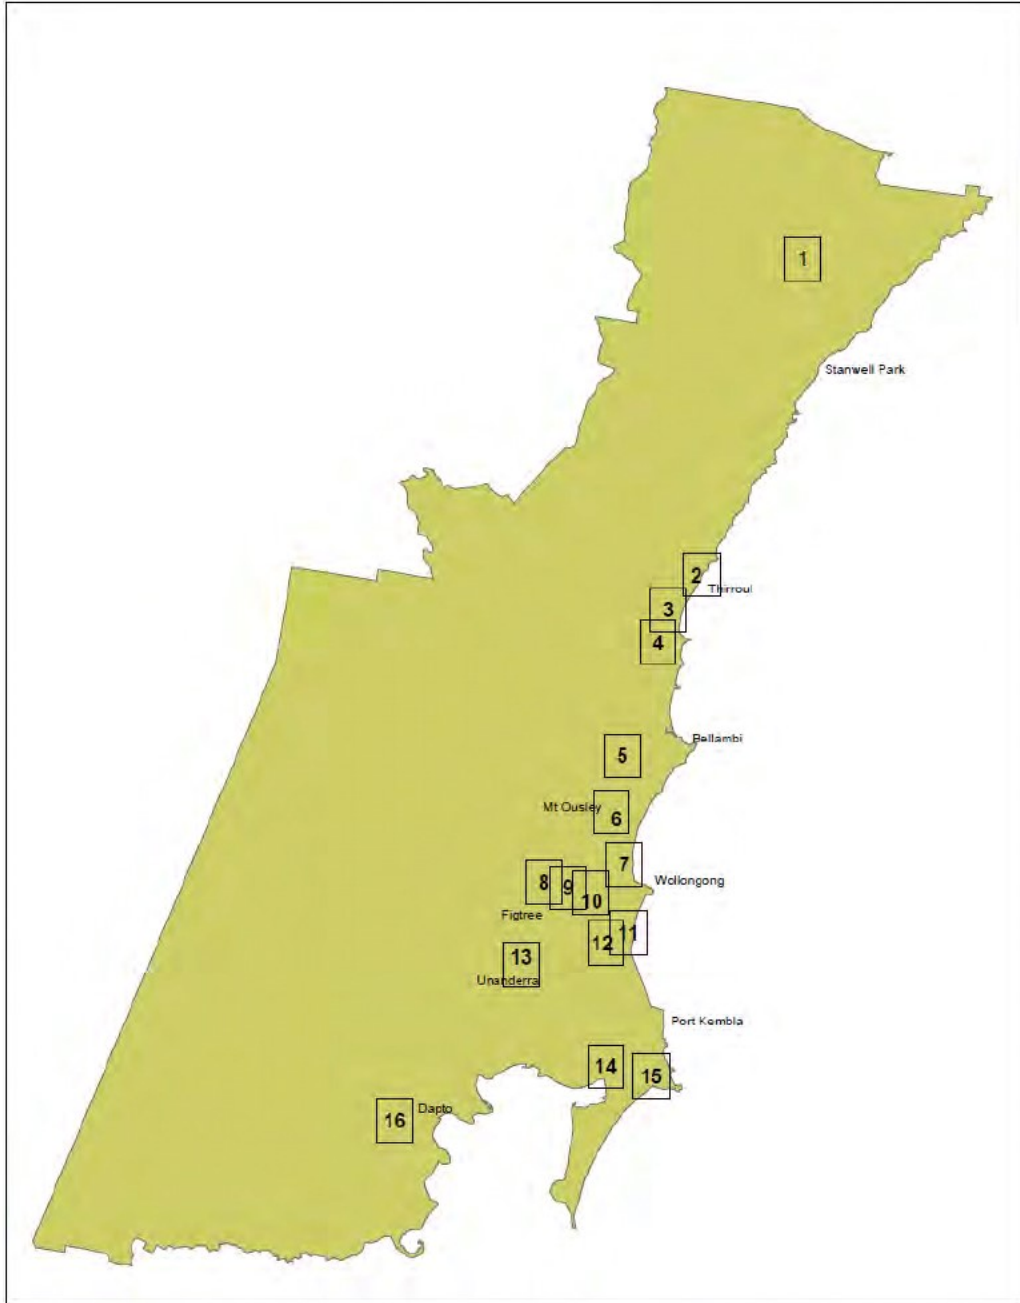 1
Stanwell Park
2
Thirroul
3
4
Bellambi
5
Mt Ousley
6
7
Wollongong
8
9
10
Figtree
11
12
13
Unanderra
Port Kembla
14
15
16
Dapto